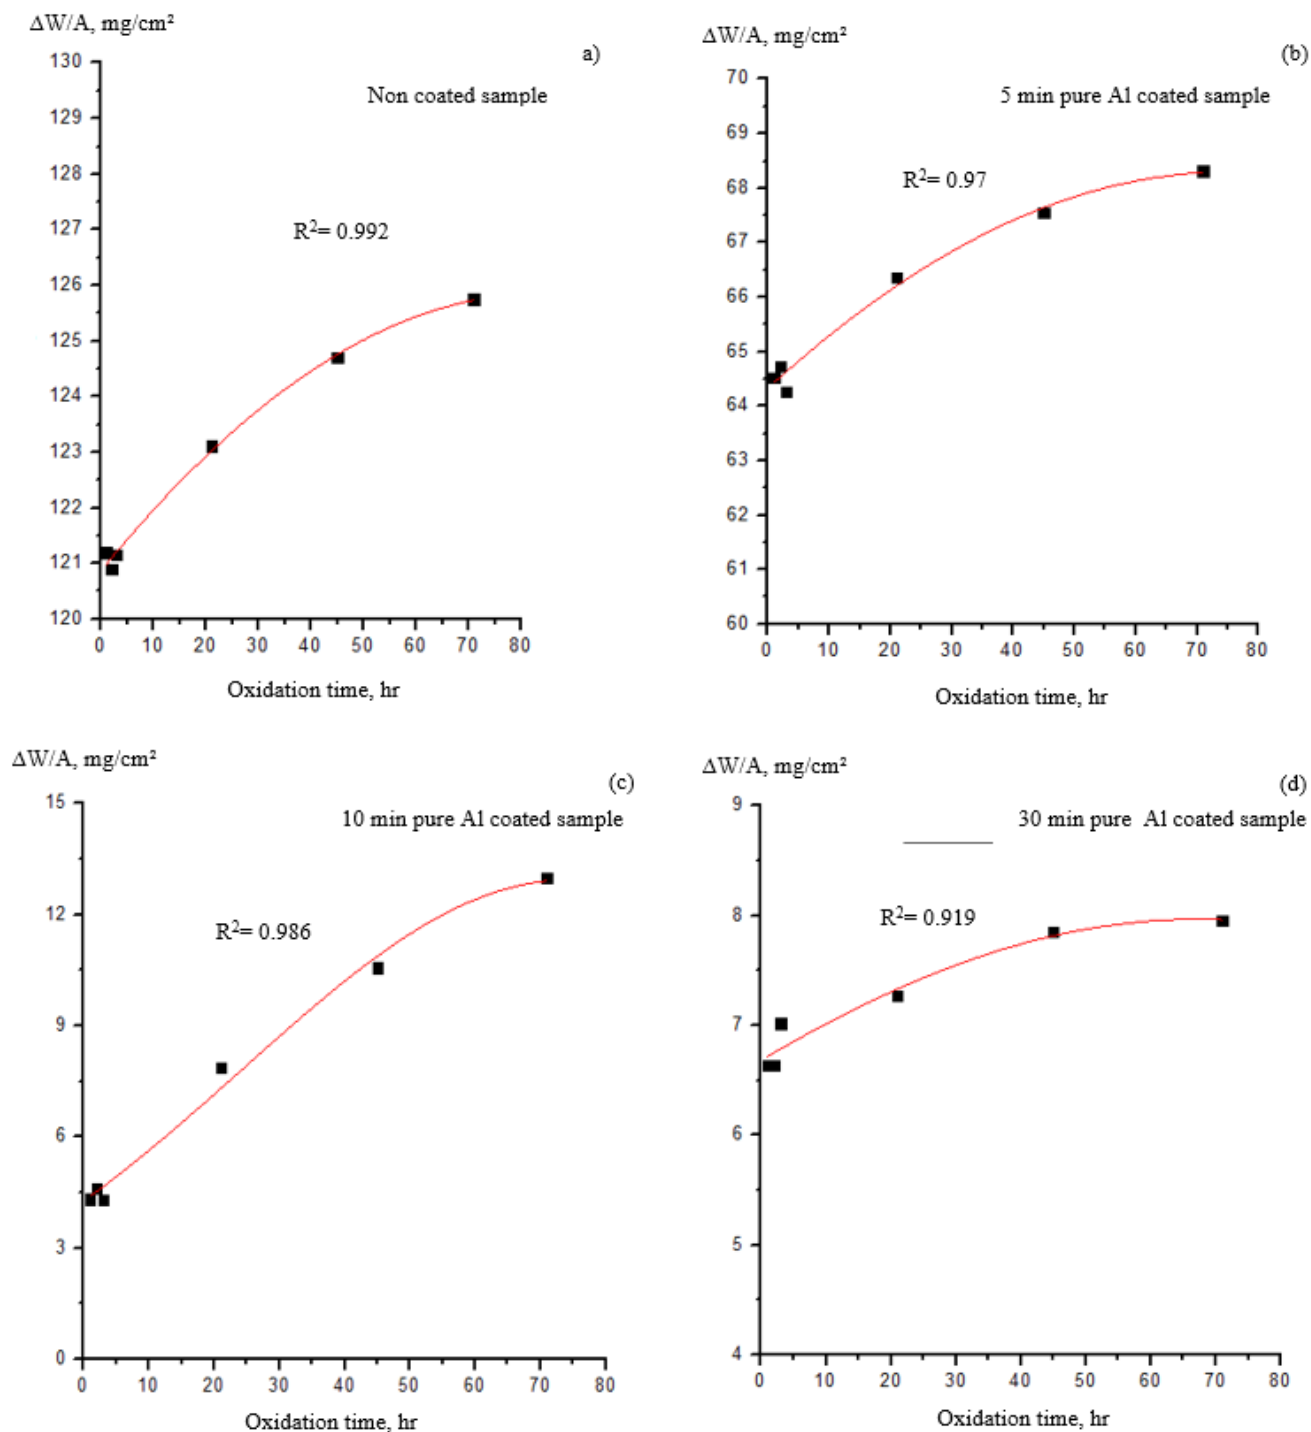 ΔW/A, mg/cm²
a)
Non coated sample
R²= 0.992
130
129
128
127
126
125
124
123
122
121
120
0 10 20 30 40 50 60 70 80
Oxidation time, hr
ΔW/A, mg/cm²
(b)
5 min pure Al coated sample
R²= 0.97
70
69
68
67
66
65
64
63
62
61
60
0 10 20 30 40 50 60 70 80
Oxidation time, hr
ΔW/A, mg/cm²
(c)
10 min pure Al coated sample
R²= 0.986
15
12
9
6
3
0
0 10 20 30 40 50 60 70 80
Oxidation time, hr
ΔW/A, mg/cm²
(d)
30 min pure Al coated sample
R²= 0.919
9
8
7
6
5
4
0 10 20 30 40 50 60 70 80
Oxidation time, hr